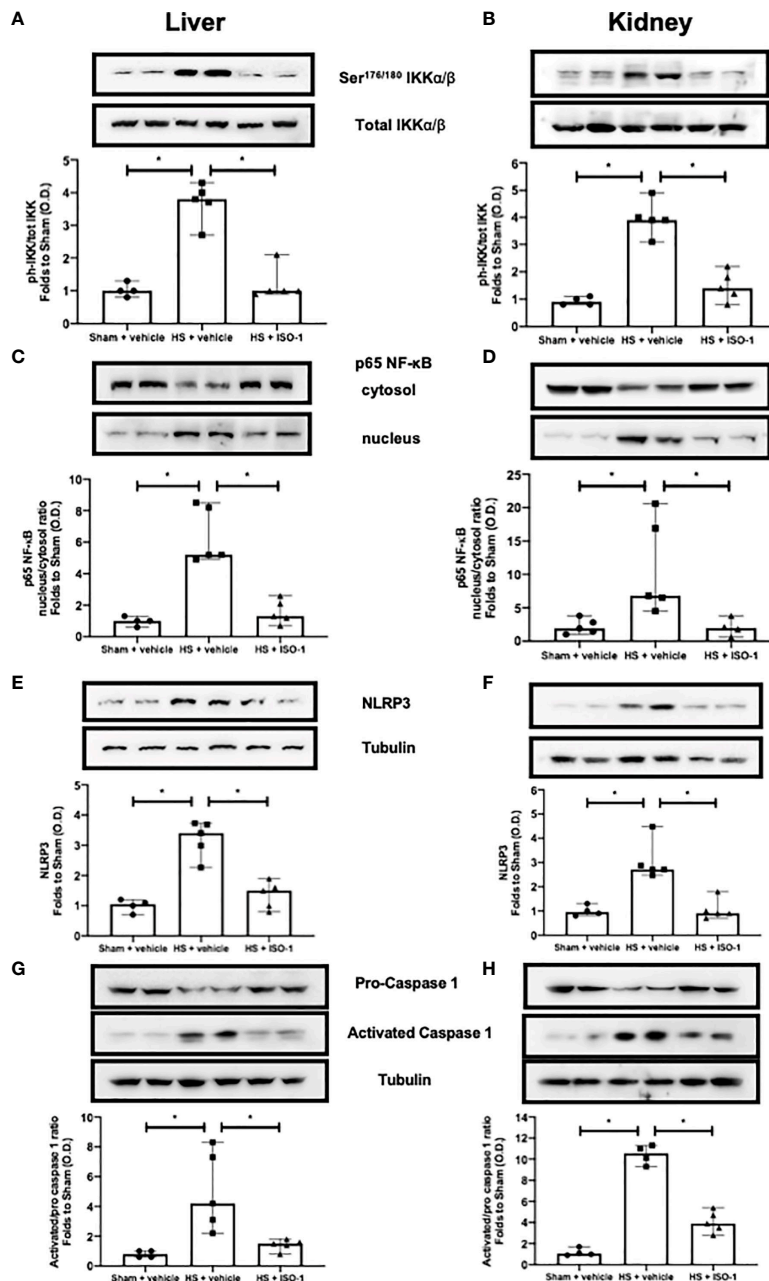 Liver
Kidney
A
Ser176/180 IKKα/β
Total IKKα/β
ph-IKK/tot IKK
Folds to Sham (O.D.)
5
4
3
2
1
0
*
*
Sham + vehicle
HS + vehicle
HS + ISO-1
B
ph-IKK/tot IKK
Folds to Sham (O.D.)
6
5
4
3
2
1
0
*
*
Sham + vehicle
HS + vehicle
HS + ISO-1
C
p65 NF-κB
cytosol
nucleus
p65 NF-κB
nucleus/cytosol ratio
Folds to Sham (O.D.)
10
8
6
4
2
0
*
*
Sham + vehicle
HS + vehicle
HS + ISO-1
D
p65 NF-κB
nucleus/cytosol ratio
Folds to Sham (O.D.)
25
20
15
10
5
0
*
*
Sham + vehicle
HS + vehicle
HS + ISO-1
E
NLRP3
Tubulin
NLRP3
Folds to Sham (O.D.)
5
4
3
2
1
0
*
*
Sham + vehicle
HS + vehicle
HS + ISO-1
F
NLRP3
Folds to Sham (O.D.)
6
5
4
3
2
1
0
*
*
Sham + vehicle
HS + vehicle
HS + ISO-1
G
Pro-Caspase 1
Activated Caspase 1
Tubulin
Activated/pro caspase 1 ratio
Folds to Sham (O.D.)
10
8
6
4
2
0
*
*
Sham + vehicle
HS + vehicle
HS + ISO-1
H
Activated/pro caspase 1 ratio
Folds to Sham (O.D.)
14
12
10
8
6
4
2
0
*
*
Sham + vehicle
HS + vehicle
HS + ISO-1